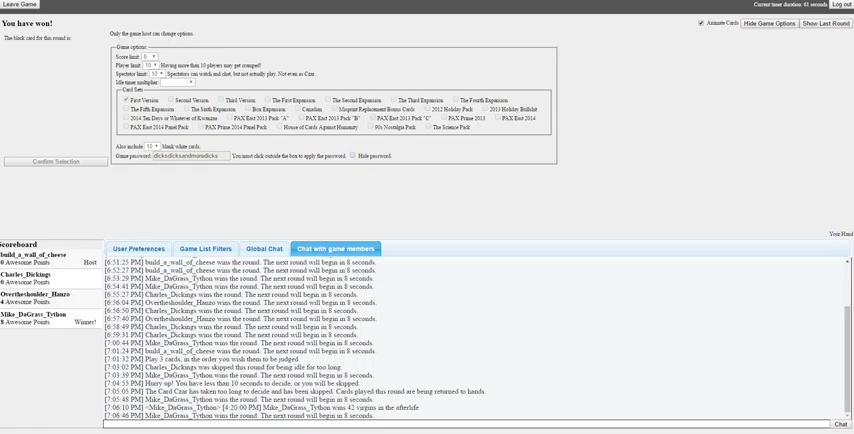 Leave Game
Current timer duration: 61 seconds
Log out
You have won!
Animate Cards
Hide Game Options
Show Last Round
The black card for this round is:
Only the game host can change options.
Game options:
Score limit: 8
Player limit: 10 Having more than 10 players may get cramped!
Spectator limit: 10 Spectators can watch and chat, but not actually play. Not even as Czar.
Idle timer multiplier:
Card Sets
First Version Second Version Third Version The First Expansion The Second Expansion The Third Expansion The Fourth Expansion
The Fifth Expansion The Sixth Expansion Box Expansion Canadian Misprint Replacement Bonus Cards 2012 Holiday Pack 2013 Holiday Bullshit
2014 Ten Days or Whatever of Kwanzaa PAX East 2013 Pack "A" PAX East 2013 Pack "B" PAX East 2013 Pack "C" PAX Prime 2013 PAX East 2014
PAX East 2014 Panel Pack PAX Prime 2014 Panel Pack House of Cards Against Humanity 90s Nostalgia Pack The Science Pack
Also include 10 blank white cards.
Game password: dicksdicksandmoredicks You must click outside the box to apply the password. Hide password.
Confirm Selection
Your Hand
Scoreboard
build_a_wall_of_cheese
0 Awesome Points Host
Charles_Dickings
0 Awesome Points
Overtheshoulder_Hanzo
4 Awesome Points
Mike_DaGrass_Tython
8 Awesome Points Winner!
User Preferences
Game List Filters
Global Chat
Chat with game members
[6:51:25 PM] build_a_wall_of_cheese wins the round. The next round will begin in 8 seconds.
[6:52:27 PM] build_a_wall_of_cheese wins the round. The next round will begin in 8 seconds.
[6:53:29 PM] Mike_DaGrass_Tython wins the round. The next round will begin in 8 seconds.
[6:54:41 PM] Mike_DaGrass_Tython wins the round. The next round will begin in 8 seconds.
[6:55:27 PM] Charles_Dickings wins the round. The next round will begin in 8 seconds.
[6:56:04 PM] Overtheshoulder_Hanzo wins the round. The next round will begin in 8 seconds.
[6:56:50 PM] Charles_Dickings wins the round. The next round will begin in 8 seconds.
[6:57:40 PM] Overtheshoulder_Hanzo wins the round. The next round will begin in 8 seconds.
[6:58:49 PM] Charles_Dickings wins the round. The next round will begin in 8 seconds.
[6:59:31 PM] Charles_Dickings wins the round. The next round will begin in 8 seconds.
[7:00:44 PM] Mike_DaGrass_Tython wins the round. The next round will begin in 8 seconds.
[7:01:24 PM] build_a_wall_of_cheese wins the round. The next round will begin in 8 seconds.
[7:01:32 PM] Play 3 cards, in the order you wish them to be judged.
[7:03:02 PM] Charles_Dickings was skipped this round for being idle for too long.
[7:03:39 PM] Mike_DaGrass_Tython wins the round. The next round will begin in 8 seconds.
[7:04:55 PM] Hurry up! You have less than 10 seconds to decide, or you will be skipped.
[7:05:05 PM] The Card Czar has taken too long to decide and has been skipped. Cards played this round are being returned to hands.
[7:05:48 PM] Mike_DaGrass_Tython wins the round. The next round will begin in 8 seconds.
[7:06:10 PM] <Mike_DaGrass_Tython> [4:20:00 PM] Mike_DaGrass_Tython wins 42 virgins in the afterlife
[7:06:46 PM] Mike_DaGrass_Tython wins the round. The next round will begin in 8 seconds.
Chat